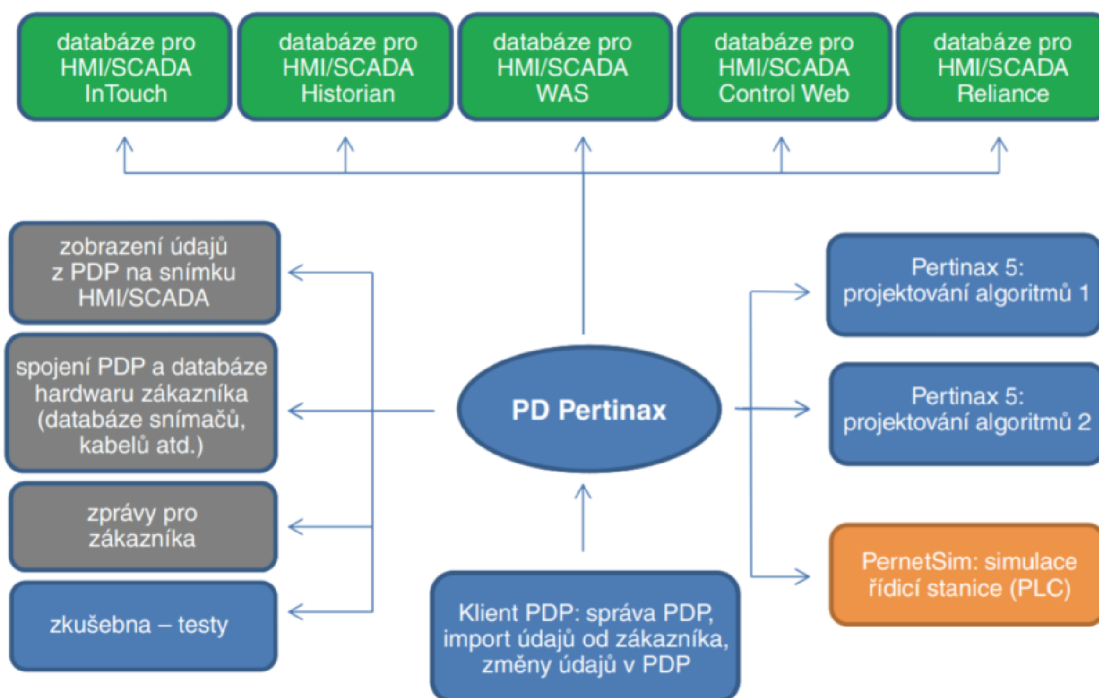 databáze pro
HMI/SCADA
InTouch
databáze pro
HMI/SCADA
Historian
databáze pro
HMI/SCADA
WAS
databáze pro
HMI/SCADA
Control Web
databáze pro
HMI/SCADA
Reliance
zobrazení údajů
z PDP na snímku
HMI/SCADA
spojení PDP a databáze
hardwaru zákazníka
(databáze snímačů,
kabelů atd.)
zprávy pro
zákazníka
zkušebna – testy
PD Pertinax
Klient PDP: správa PDP,
import údajů od zákazníka,
změny údajů v PDP
Pertinax 5:
projektování algoritmů 1
Pertinax 5:
projektování algoritmů 2
PernetSim: simulace
řídicí stanice (PLC)